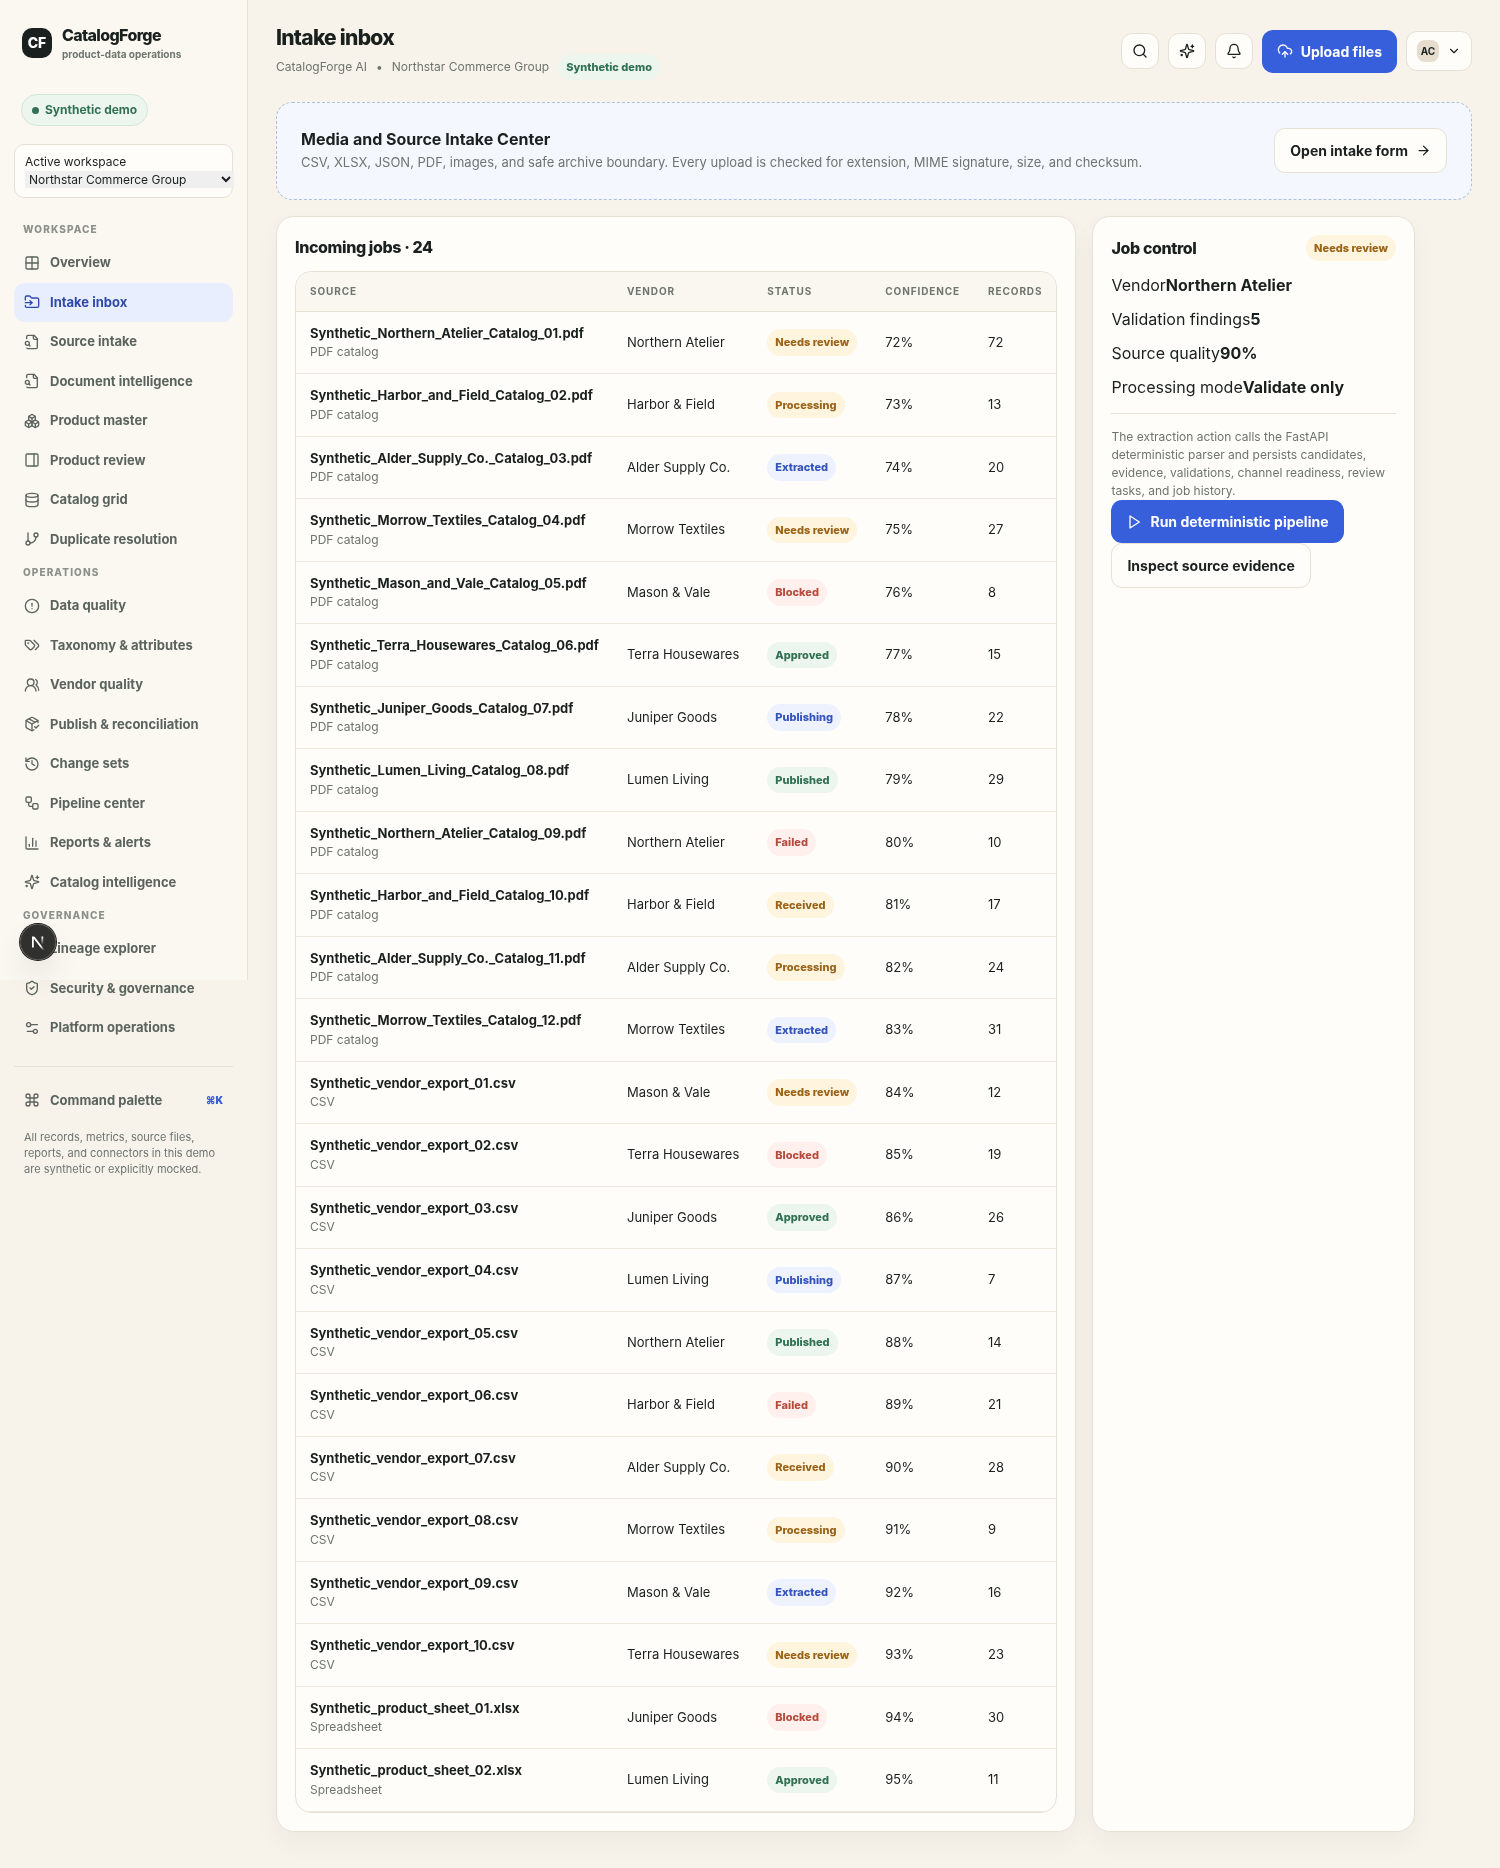 CF
CatalogForge
product-data operations
Synthetic demo
Active workspace
Northstar Commerce Group
WORKSPACE
Overview
Intake inbox
Source intake
Document intelligence
Product master
Product review
Catalog grid
Duplicate resolution
OPERATIONS
Data quality
Taxonomy & attributes
Vendor quality
Publish & reconciliation
Change sets
Pipeline center
Reports & alerts
Catalog intelligence
GOVERNANCE
N
Lineage explorer
Security & governance
Platform operations
Command palette ⌘K
All records, metrics, source files,
reports, and connectors in this demo
are synthetic or explicitly mocked.
Intake inbox
CatalogForge AI • Northstar Commerce Group Synthetic demo
Upload files
AC
Media and Source Intake Center
CSV, XLSX, JSON, PDF, images, and safe archive boundary. Every upload is checked for extension, MIME signature, size, and checksum.
Open intake form
Incoming jobs · 24
SOURCE VENDOR STATUS CONFIDENCE RECORDS
Synthetic_Northern_Atelier_Catalog_01.pdf
PDF catalog
Northern Atelier Needs review 72% 72
Synthetic_Harbor_and_Field_Catalog_02.pdf
PDF catalog
Harbor & Field Processing 73% 13
Synthetic_Alder_Supply_Co._Catalog_03.pdf
PDF catalog
Alder Supply Co. Extracted 74% 20
Synthetic_Morrow_Textiles_Catalog_04.pdf
PDF catalog
Morrow Textiles Needs review 75% 27
Synthetic_Mason_and_Vale_Catalog_05.pdf
PDF catalog
Mason & Vale Blocked 76% 8
Synthetic_Terra_Housewares_Catalog_06.pdf
PDF catalog
Terra Housewares Approved 77% 15
Synthetic_Juniper_Goods_Catalog_07.pdf
PDF catalog
Juniper Goods Publishing 78% 22
Synthetic_Lumen_Living_Catalog_08.pdf
PDF catalog
Lumen Living Published 79% 29
Synthetic_Northern_Atelier_Catalog_09.pdf
PDF catalog
Northern Atelier Failed 80% 10
Synthetic_Harbor_and_Field_Catalog_10.pdf
PDF catalog
Harbor & Field Received 81% 17
Synthetic_Alder_Supply_Co._Catalog_11.pdf
PDF catalog
Alder Supply Co. Processing 82% 24
Synthetic_Morrow_Textiles_Catalog_12.pdf
PDF catalog
Morrow Textiles Extracted 83% 31
Synthetic_vendor_export_01.csv
CSV
Mason & Vale Needs review 84% 12
Synthetic_vendor_export_02.csv
CSV
Terra Housewares Blocked 85% 19
Synthetic_vendor_export_03.csv
CSV
Juniper Goods Approved 86% 26
Synthetic_vendor_export_04.csv
CSV
Lumen Living Publishing 87% 7
Synthetic_vendor_export_05.csv
CSV
Northern Atelier Published 88% 14
Synthetic_vendor_export_06.csv
CSV
Harbor & Field Failed 89% 21
Synthetic_vendor_export_07.csv
CSV
Alder Supply Co. Received 90% 28
Synthetic_vendor_export_08.csv
CSV
Morrow Textiles Processing 91% 9
Synthetic_vendor_export_09.csv
CSV
Mason & Vale Extracted 92% 16
Synthetic_vendor_export_10.csv
CSV
Terra Housewares Needs review 93% 23
Synthetic_product_sheet_01.xlsx
Spreadsheet
Juniper Goods Blocked 94% 30
Synthetic_product_sheet_02.xlsx
Spreadsheet
Lumen Living Approved 95% 11
Job control Needs review
VendorNorthern Atelier
Validation findings5
Source quality90%
Processing modeValidate only
The extraction action calls the FastAPI
deterministic parser and persists candidates,
evidence, validations, channel readiness, review
tasks, and job history.
Run deterministic pipeline
Inspect source evidence